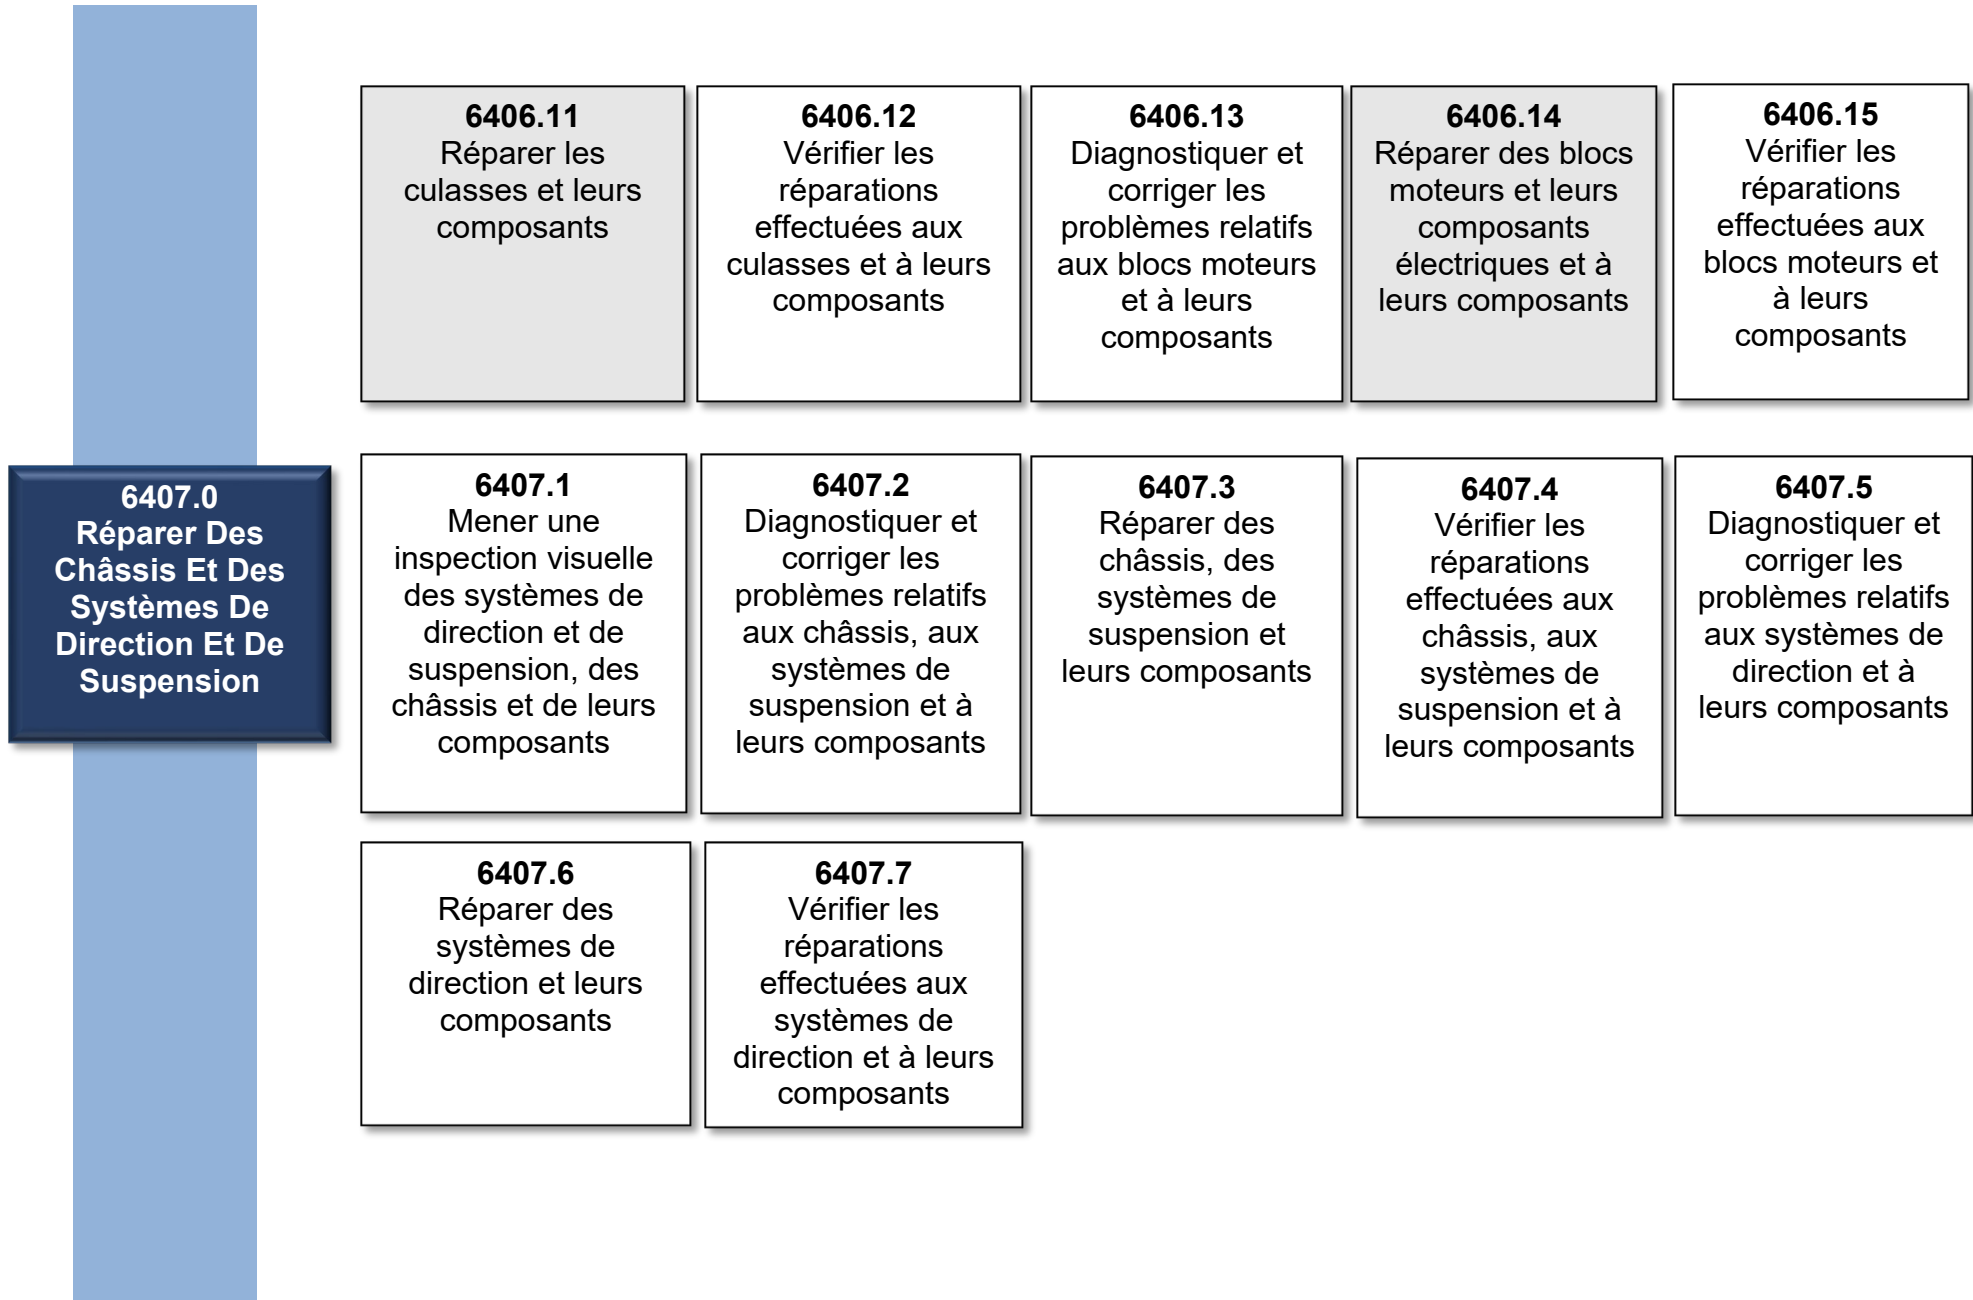 6406.11
Réparer les
culasses et leurs
composants
6406.12
Vérifier les
réparations
effectuées aux
culasses et à leurs
composants
6406.13
Diagnostiquer et
corriger les
problèmes relatifs
aux blocs moteurs
et à leurs
composants
6406.14
Réparer des blocs
moteurs et leurs
composants
électriques et à
leurs composants
6406.15
Vérifier les
réparations
effectuées aux
blocs moteurs et
à leurs
composants
6407.0
Réparer Des
Châssis Et Des
Systèmes De
Direction Et De
Suspension
6407.1
Mener une
inspection visuelle
des systèmes de
direction et de
suspension, des
châssis et de leurs
composants
6407.2
Diagnostiquer et
corriger les
problèmes relatifs
aux châssis, aux
systèmes de
suspension et à
leurs composants
6407.3
Réparer des
châssis, des
systèmes de
suspension et
leurs composants
6407.4
Vérifier les
réparations
effectuées aux
châssis, aux
systèmes de
suspension et à
leurs composants
6407.5
Diagnostiquer et
corriger les
problèmes relatifs
aux systèmes de
direction et à
leurs composants
6407.6
Réparer des
systèmes de
direction et leurs
composants
6407.7
Vérifier les
réparations
effectuées aux
systèmes de
direction et à leurs
composants